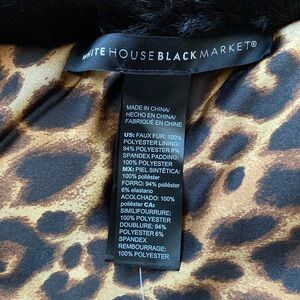 WHITE HOUSE BLACK MARKET®
MADE IN CHINA/
HECHO EN CHINA/
FABRIQUÉ EN CHINE
US: FAUX FUR: 100%
POLYESTER LINING:
94% POLYESTER 6%
SPANDEX PADDING:
100% POLYESTER
MX: PIEL SINTÉTICA:
100% poliéster
FORRO: 94% poliéster
6% elastano
ACOLCHADO: 100%
poliéster CA:
SIMILIFOURRURE:
100% POLYESTER
DOUBLURE: 94%
POLYESTER 6%
SPANDEX
REMBOURRAGE:
100% POLYESTER